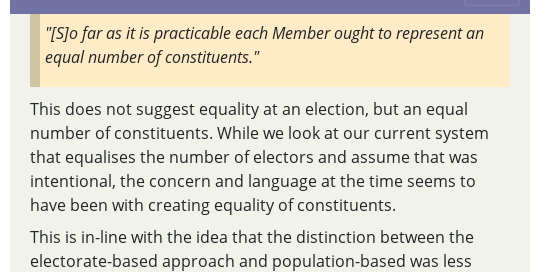 "[S]o far as it is practicable each Member ought to represent an
equal number of constituents."
This does not suggest equality at an election, but an equal
number of constituents. While we look at our current system
that equalises the number of electors and assume that was
intentional, the concern and language at the time seems to
have been with creating equality of constituents.
This is in-line with the idea that the distinction between the
electorate-based approach and population-based was less